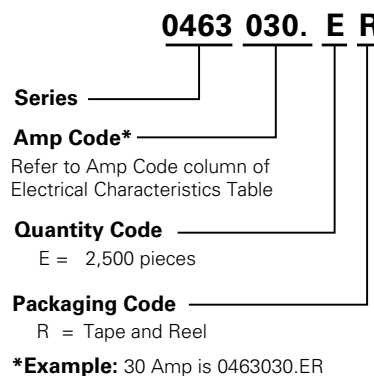 0463 030. E R
Series
Amp Code*
Refer to Amp Code column of
Electrical Characteristics Table
Quantity Code
E = 2,500 pieces
Packaging Code
R = Tape and Reel
*Example: 30 Amp is 0463030.ER